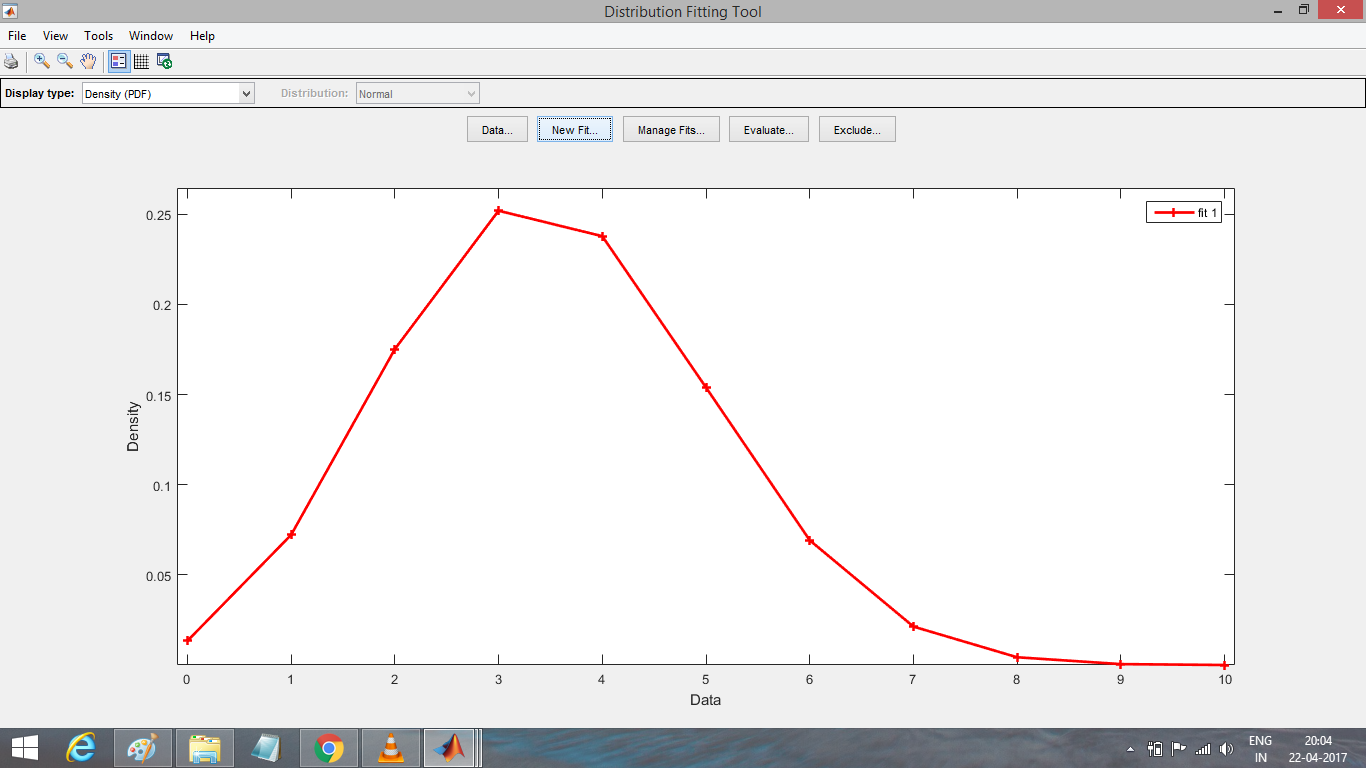 Distribution Fitting Tool
File View Tools Window Help
Display type: Density (PDF) Distribution: Normal
Data... New Fit... Manage Fits... Evaluate... Exclude...
fit 1
0.25
0.2
0.15
0.1
0.05
Density
0 1 2 3 4 5 6 7 8 9 10
Data
ENG 20:04
IN 22-04-2017